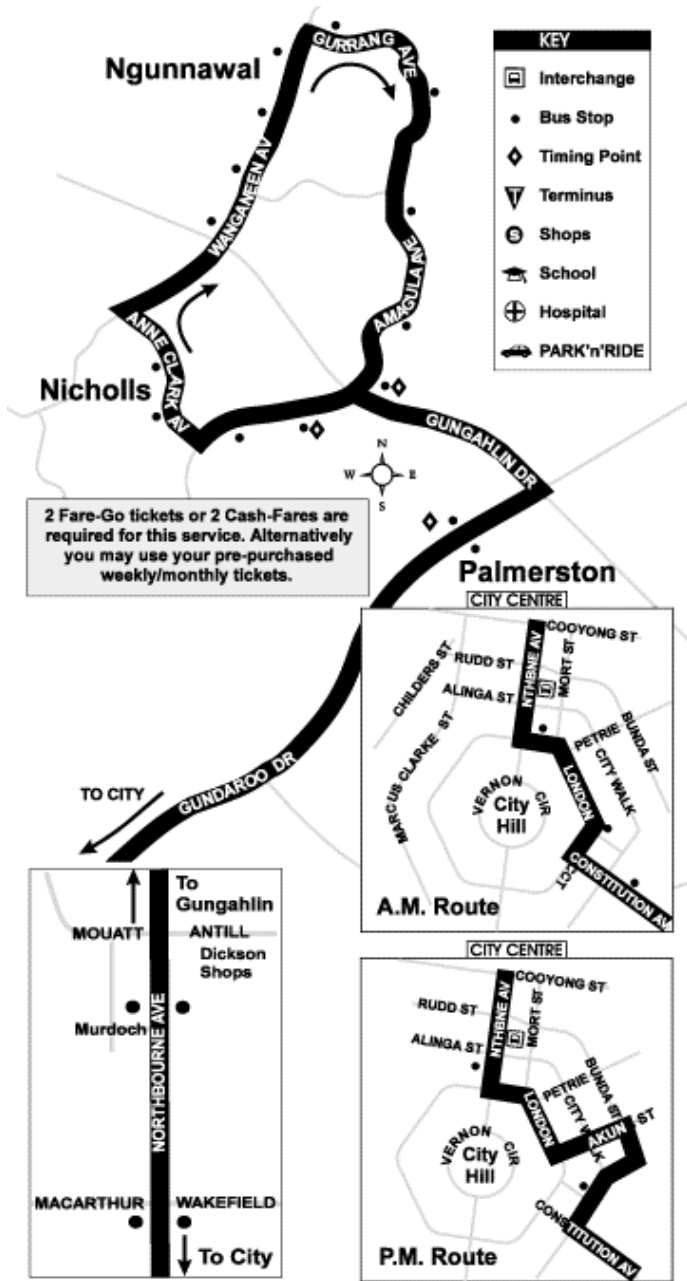 Ngunnawal
GURRANG AVE
WANGANEEN AV
AMAGULA AVE
ANNE CLARK AV
Nicholls
GUNGAHLIN DR
N
W E
S
KEY
Interchange
Bus Stop
Timing Point
T Terminus
S Shops
School
Hospital
PARK'n'RIDE
2 Fare-Go tickets or 2 Cash-Fares are
required for this service. Alternatively
you may use your pre-purchased
weekly/monthly tickets.
Palmerston
GUNDAROO DR
TO CITY
CITY CENTRE
COOYONG ST
NTHBNE AV
MORT ST
RUDD ST
CHILDERS ST
ALINGA ST
MARCUS CLARKE ST
PETRIE
BUNDA ST
CITY WALK
LONDON
VERNON CIR
City
Hill
CCT
CONSTITUTION AV
A.M. Route
To
Gungahlin
MOUATT
ANTILL
Dickson
Shops
Murdoch
NORTHBOURNE AVE
MACARTHUR
WAKEFIELD
To City
CITY CENTRE
COOYONG ST
NTHBNE AV
MORT ST
RUDD ST
ALINGA ST
PETRIE
BUNDA ST
CITY WALK
LONDON
AKUN ST
VERNON CIR
City
Hill
CONSTITUTION AV
P.M. Route